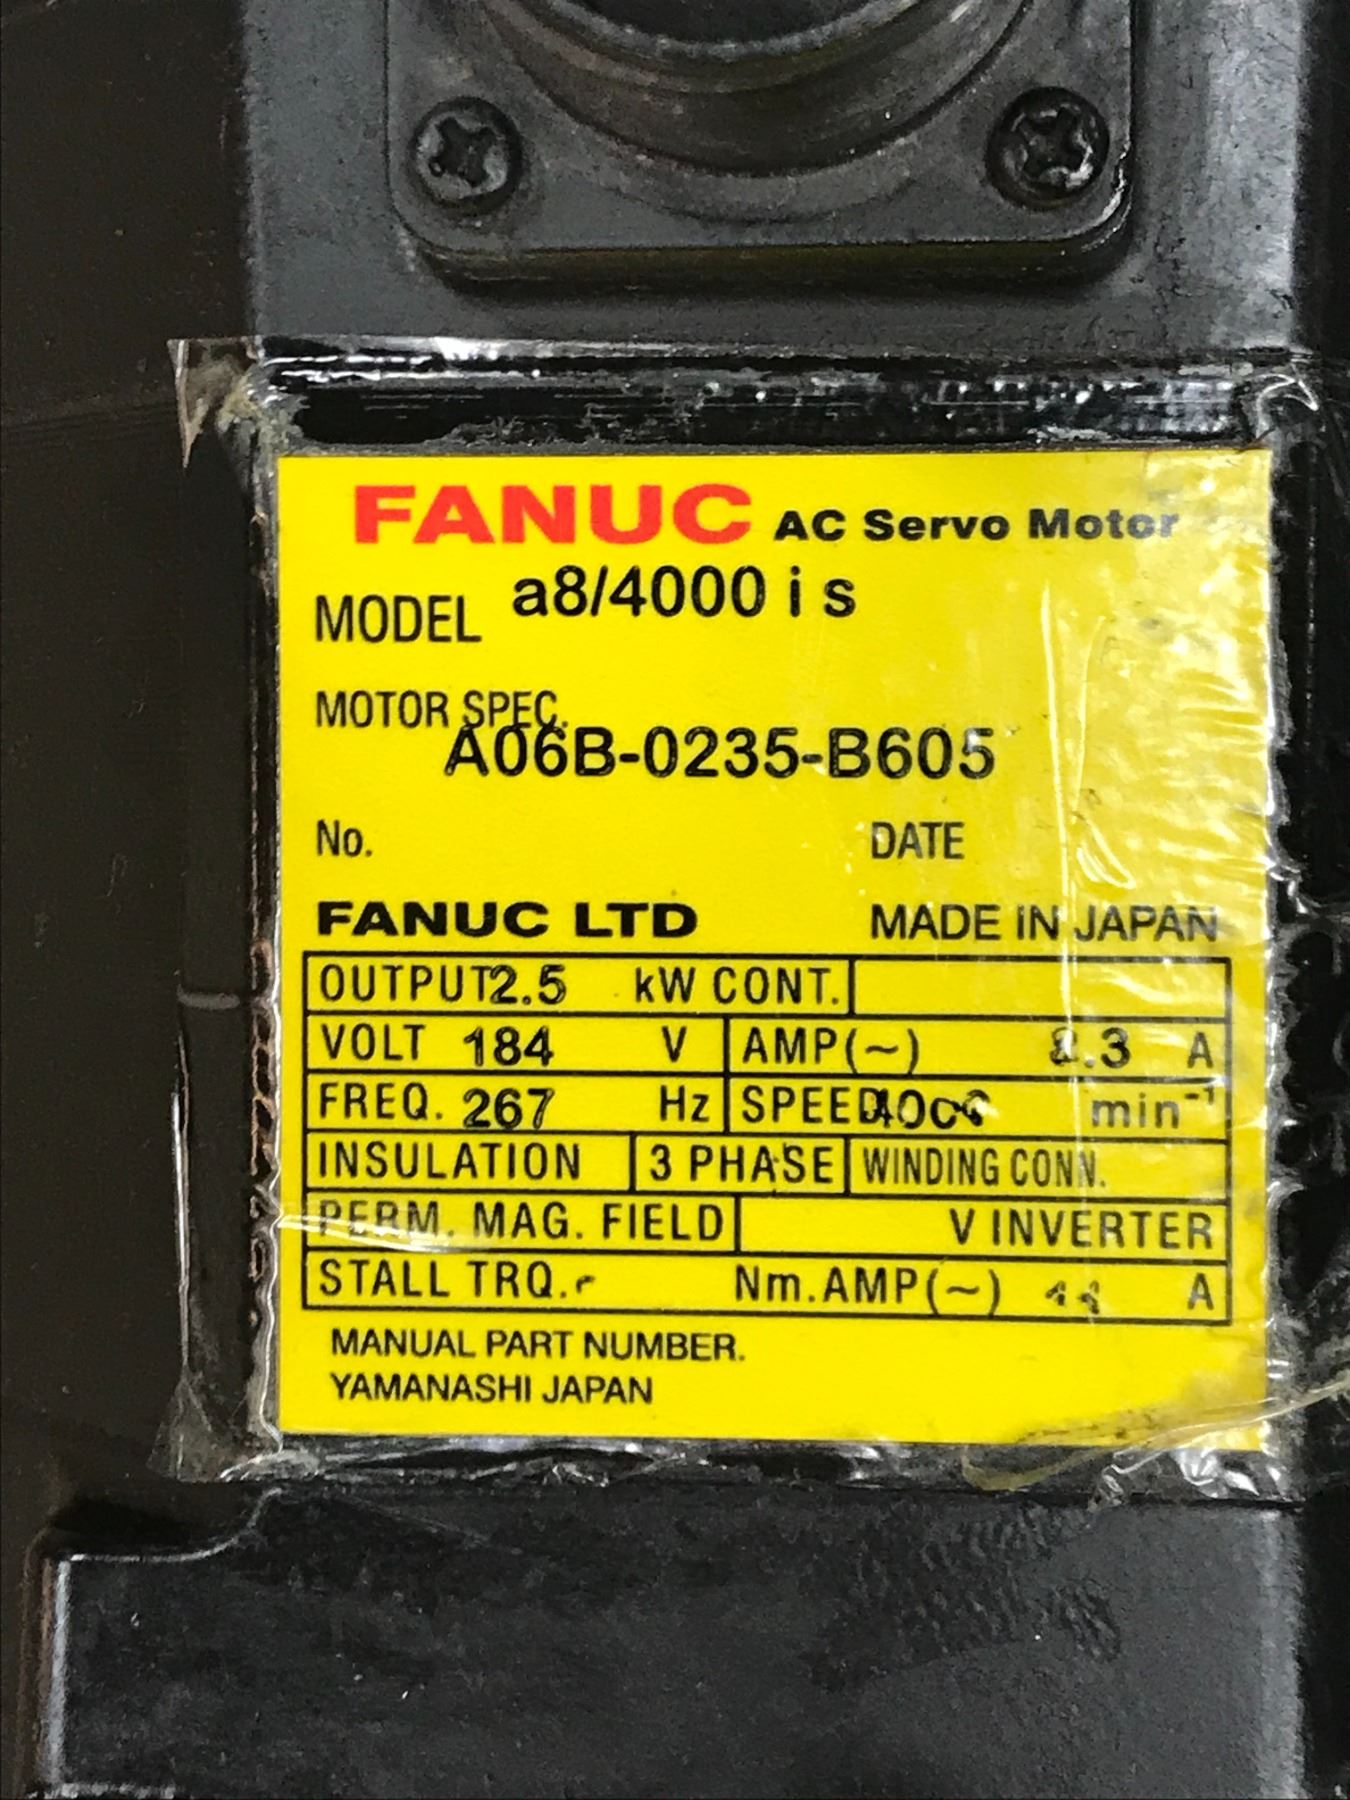 FANUC AC Servo Motor
MODEL a8/4000 i s
MOTOR SPEC.
A06B-0235-B605
No. DATE
FANUC LTD MADE IN JAPAN
OUTPUT 2.5 kW CONT.
VOLT 184 V AMP(~) 8.3 A
FREQ. 267 Hz SPEED min⁻¹
INSULATION 3 PHASE WINDING CONN.
PERM. MAG. FIELD V INVERTER
STALL TRQ. Nm. AMP(~) A
MANUAL PART NUMBER.
YAMANASHI JAPAN